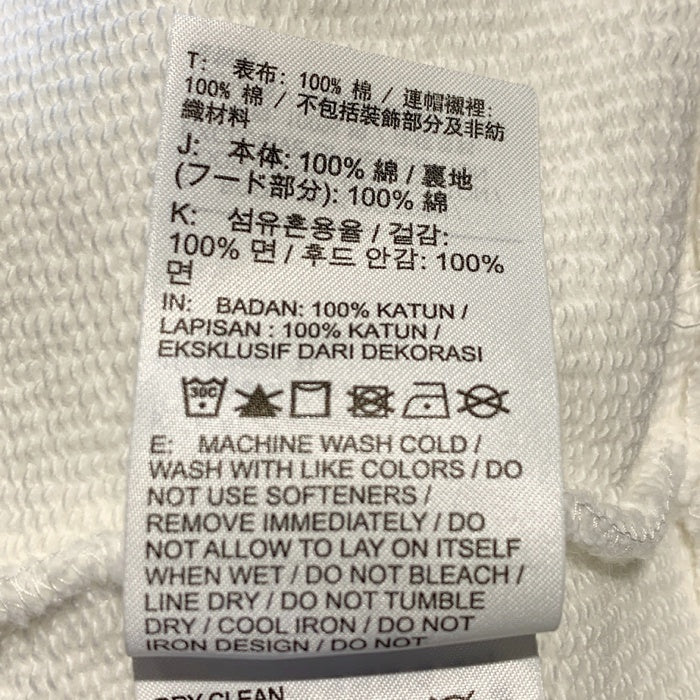 T: 表布: 100% 棉 / 連帽襯裡:
100% 棉 / 不包括裝飾部分及非紡
織材料
J: 本体: 100% 綿 / 裏地
(フード部分): 100% 綿
K: 섬유혼용율 / 겉감:
100% 면 / 후드 안감: 100%
면
IN: BADAN: 100% KATUN /
LAPISAN : 100% KATUN /
EKSKLUSIF DARI DEKORASI
30C
E: MACHINE WASH COLD /
WASH WITH LIKE COLORS / DO
NOT USE SOFTENERS /
REMOVE IMMEDIATELY / DO
NOT ALLOW TO LAY ON ITSELF
WHEN WET / DO NOT BLEACH /
LINE DRY / DO NOT TUMBLE
DRY / COOL IRON / DO NOT
IRON DESIGN / DO NOT
DRY CLEAN